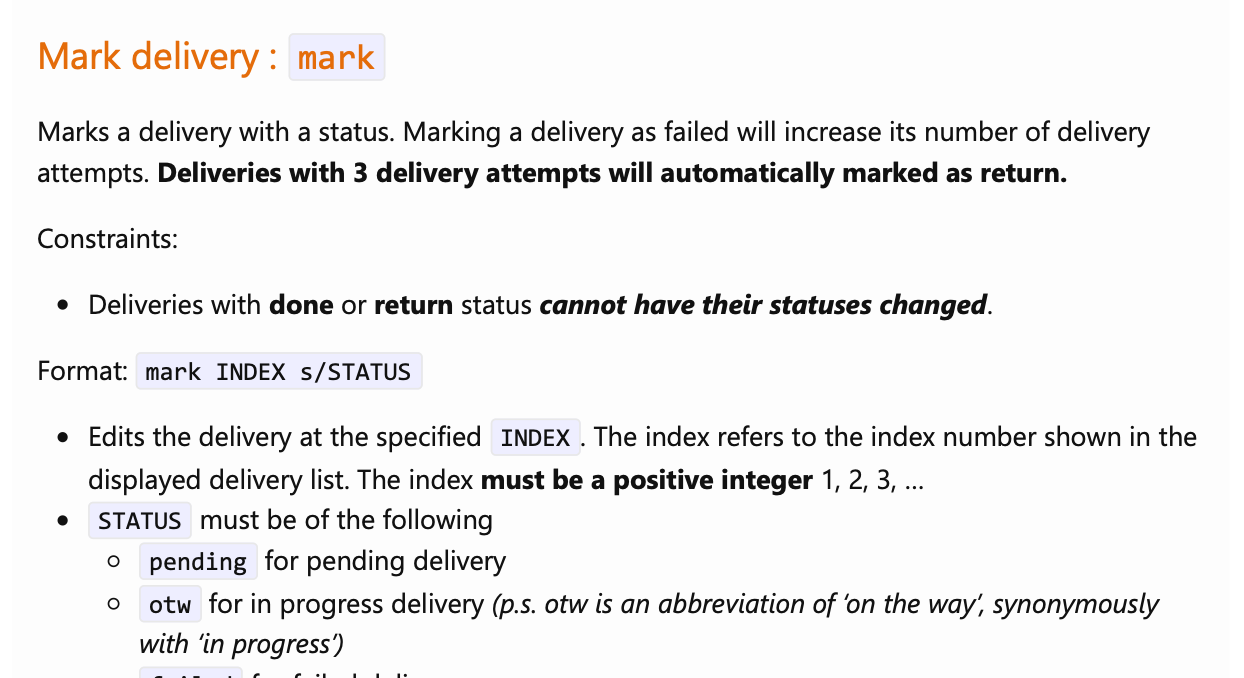 Mark delivery : mark
Marks a delivery with a status. Marking a delivery as failed will increase its number of delivery
attempts. Deliveries with 3 delivery attempts will automatically marked as return.
Constraints:
• Deliveries with done or return status cannot have their statuses changed.
Format: mark INDEX s/STATUS
• Edits the delivery at the specified INDEX. The index refers to the index number shown in the
displayed delivery list. The index must be a positive integer 1, 2, 3, …
• STATUS must be of the following
◦ pending for pending delivery
◦ otw for in progress delivery (p.s. otw is an abbreviation of ‘on the way’, synonymously
with ‘in progress’)